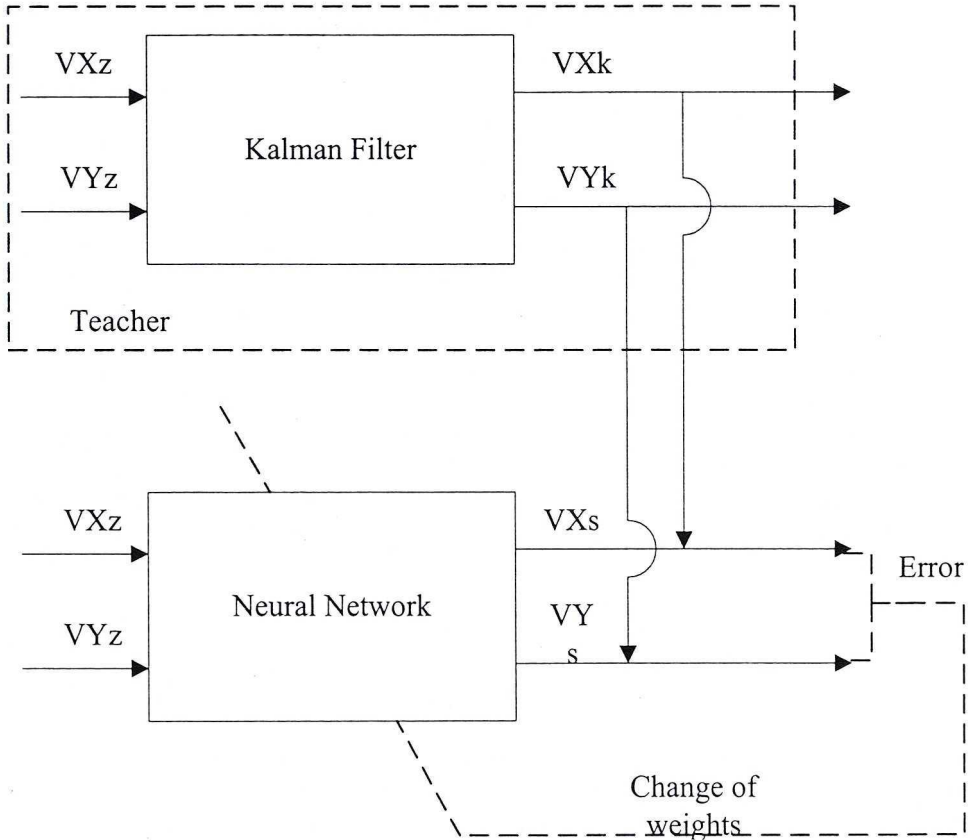 VXz
VXk
Kalman Filter
VYz
VYk
Teacher
VXz
VXs
Error
Neural Network
VYz
VY
s
Change of
weights